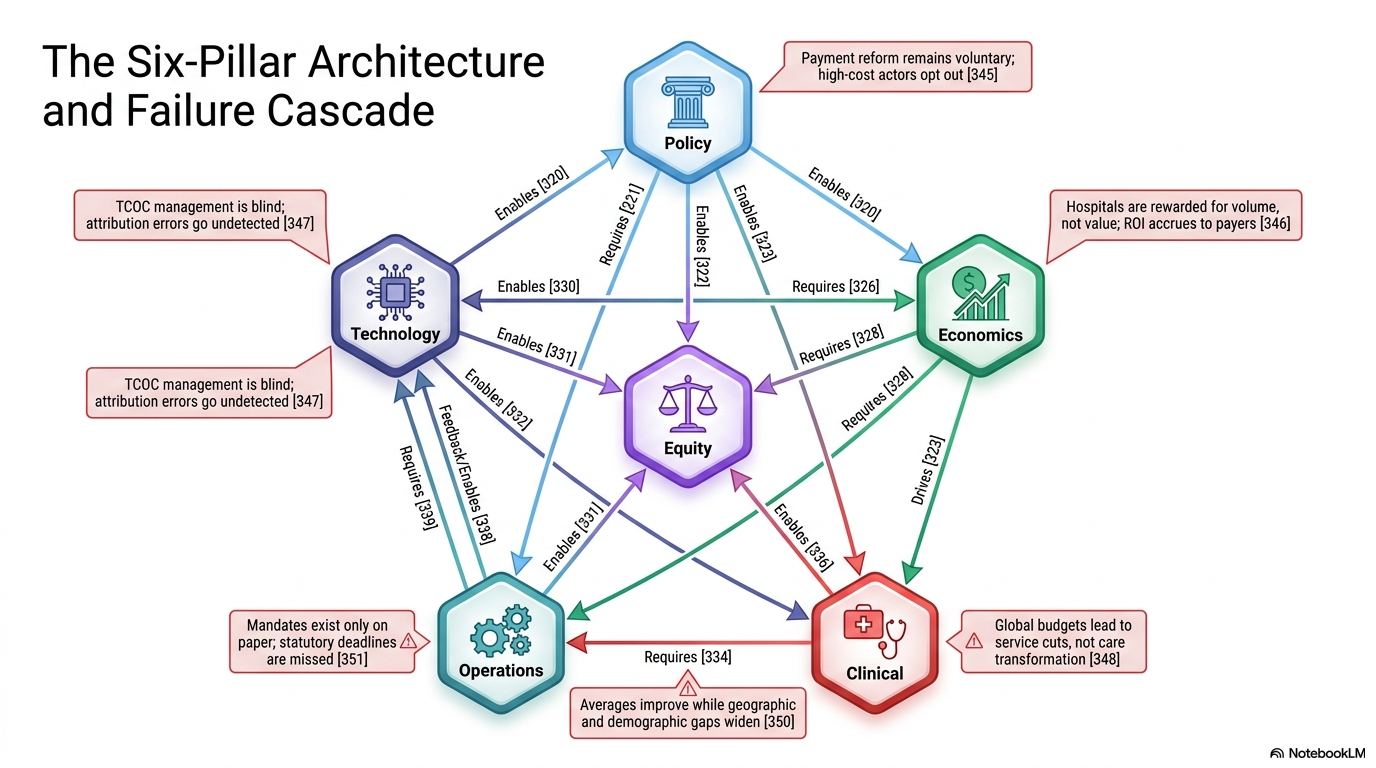 The Six-Pillar Architecture
and Failure Cascade
Payment reform remains voluntary;
high-cost actors opt out [345]
Policy
Enables [320]
Requires [221]
Enables [322]
Enables [323]
Enables [320]
TCOC management is blind;
attribution errors go undetected [347]
Hospitals are rewarded for volume,
not value; ROI accrues to payers [346]
Technology
Enables [330]
Requires [326]
Economics
Enables [331]
Requires [328]
TCOC management is blind;
attribution errors go undetected [347]
Enables [332]
Equity
Requires [328]
Drives [323]
Requires [339]
Feedback/Enables [338]
Enables [331]
Enables [336]
Mandates exist only on
paper; statutory deadlines
are missed [351]
Operations
Requires [334]
Clinical
Global budgets lead to
service cuts, not care
transformation [348]
Averages improve while geographic
and demographic gaps widen [350]
NotebookLM